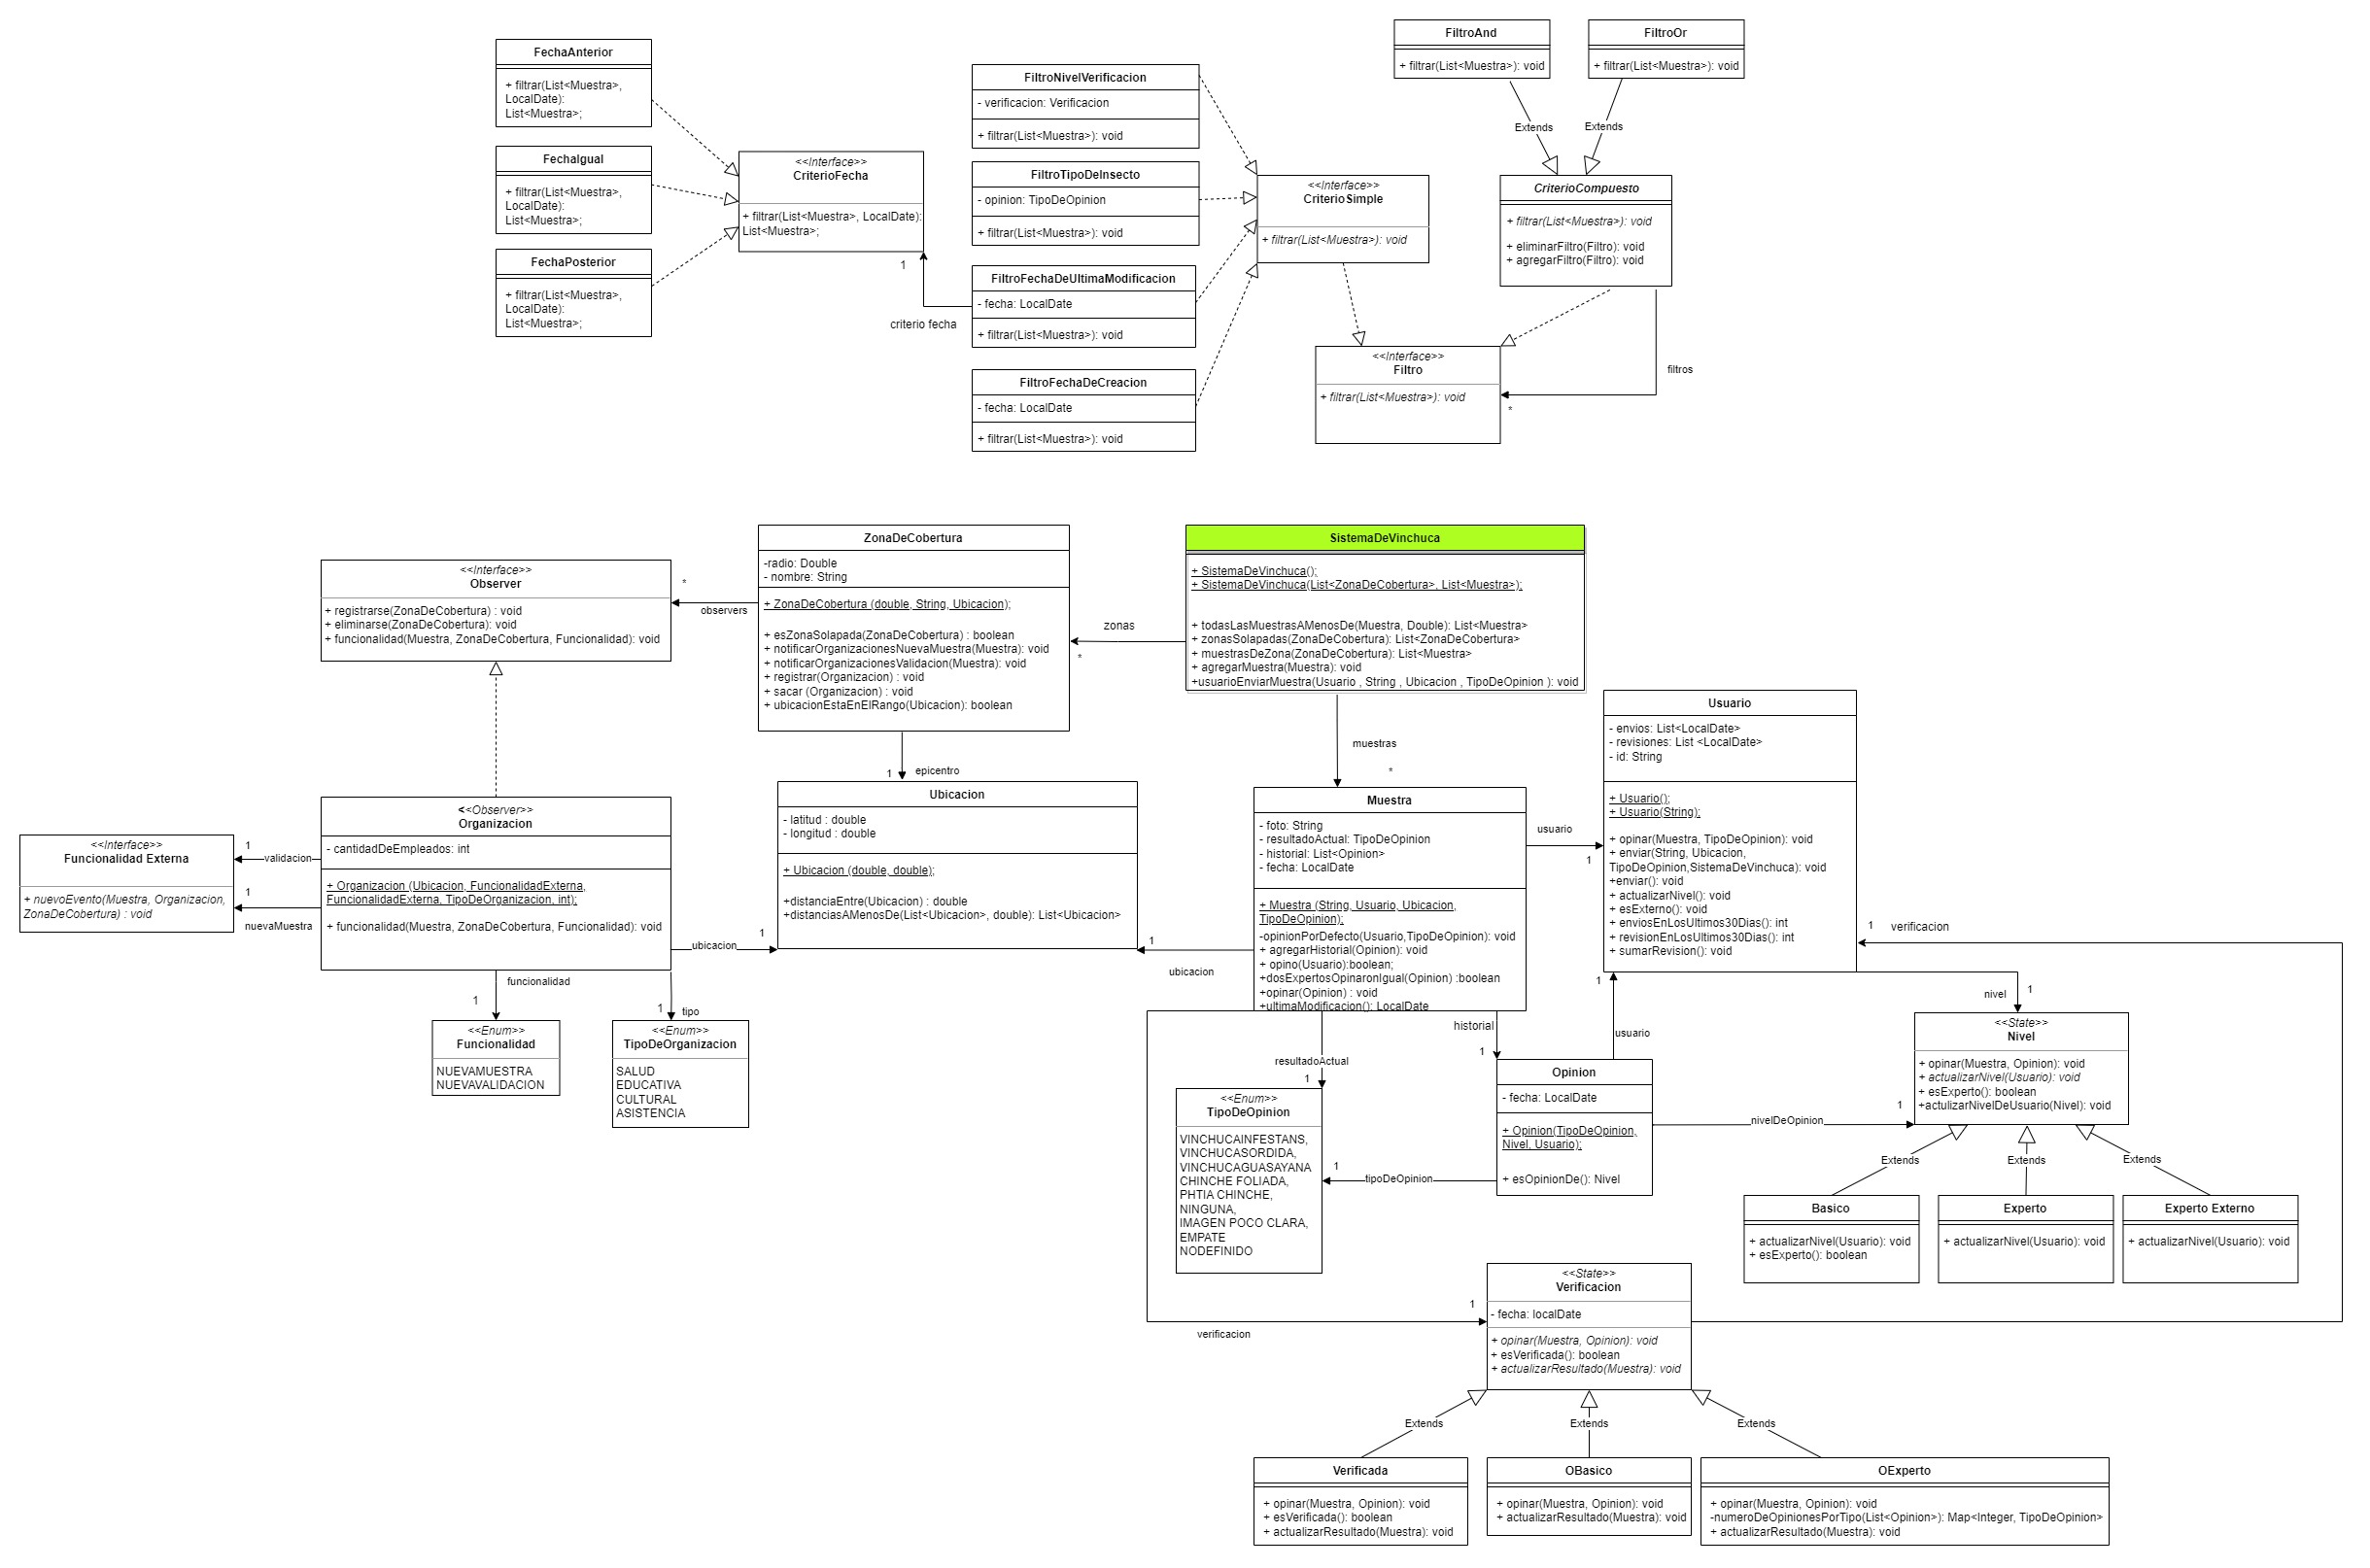 FechaAnterior
+ filtrar(List<Muestra>,
LocalDate):
List<Muestra>;
FechaIgual
+ filtrar(List<Muestra>,
LocalDate):
List<Muestra>;
FechaPosterior
+ filtrar(List<Muestra>,
LocalDate):
List<Muestra>;
<<Interface>>
CriterioFecha
+ filtrar(List<Muestra>, LocalDate):
List<Muestra>;
1
criterio fecha
FiltroNivelVerificacion
- verificacion: Verificacion
+ filtrar(List<Muestra>): void
FiltroTipoDeInsecto
- opinion: TipoDeOpinion
+ filtrar(List<Muestra>): void
FiltroFechaDeUltimaModificacion
- fecha: LocalDate
+ filtrar(List<Muestra>): void
FiltroFechaDeCreacion
- fecha: LocalDate
+ filtrar(List<Muestra>): void
<<Interface>>
CriterioSimple
+ filtrar(List<Muestra>): void
FiltroAnd
+ filtrar(List<Muestra>): void
FiltroOr
+ filtrar(List<Muestra>): void
Extends
Extends
CriterioCompuesto
+ filtrar(List<Muestra>): void
+ eliminarFiltro(Filtro): void
+ agregarFiltro(Filtro): void
<<Interface>>
Filtro
+ filtrar(List<Muestra>): void
filtros
*
<<Interface>>
Observer
+ registrarse(ZonaDeCobertura) : void
+ eliminarse(ZonaDeCobertura): void
+ funcionalidad(Muestra, ZonaDeCobertura, Funcionalidad): void
*
observers
ZonaDeCobertura
-radio: Double
- nombre: String
+ ZonaDeCobertura (double, String, Ubicacion);
+ esZonaSolapada(ZonaDeCobertura) : boolean
+ notificarOrganizacionesNuevaMuestra(Muestra): void
+ notificarOrganizacionesValidacion(Muestra): void
+ registrar(Organizacion) : void
+ sacar (Organizacion) : void
+ ubicacionEstaEnElRango(Ubicacion): boolean
zonas
*
SistemaDeVinchuca
+ SistemaDeVinchuca();
+ SistemaDeVinchuca(List<ZonaDeCobertura>, List<Muestra>);
+ todasLasMuestrasAMenosDe(Muestra, Double): List<Muestra>
+ zonasSolapadas(ZonaDeCobertura): List<ZonaDeCobertura>
+ muestrasDeZona(ZonaDeCobertura): List<Muestra>
+ agregarMuestra(Muestra): void
+usuarioEnviarMuestra(Usuario , String , Ubicacion , TipoDeOpinion ): void
muestras
*
1
epicentro
<<Interface>>
Funcionalidad Externa
+ nuevoEvento(Muestra, Organizacion,
ZonaDeCobertura) : void
1
validacion
1
nuevaMuestra
<<Observer>>
Organizacion
- cantidadDeEmpleados: int
+ Organizacion (Ubicacion, FuncionalidadExterna,
FuncionalidadExterna, TipoDeOrganizacion, int);
+ funcionalidad(Muestra, ZonaDeCobertura, Funcionalidad): void
funcionalidad
1
1
tipo
ubicacion
1
<<Enum>>
Funcionalidad
NUEVAMUESTRA
NUEVAVALIDACION
<<Enum>>
TipoDeOrganizacion
SALUD
EDUCATIVA
CULTURAL
ASISTENCIA
Ubicacion
- latitud : double
- longitud : double
+ Ubicacion (double, double);
+distanciaEntre(Ubicacion) : double
+distanciasAMenosDe(List<Ubicacion>, double): List<Ubicacion>
1
ubicacion
Muestra
- foto: String
- resultadoActual: TipoDeOpinion
- historial: List<Opinion>
- fecha: LocalDate
+ Muestra (String, Usuario, Ubicacion,
TipoDeOpinion);
-opinionPorDefecto(Usuario,TipoDeOpinion): void
+ agregarHistorial(Opinion): void
+ opino(Usuario):boolean;
+dosExpertosOpinaronIgual(Opinion) :boolean
+opinar(Opinion) : void
+ultimaModificacion(): LocalDate
usuario
1
Usuario
- envios: List<LocalDate>
- revisiones: List <LocalDate>
- id: String
+ Usuario();
+ Usuario(String);
+ opinar(Muestra, TipoDeOpinion): void
+ enviar(String, Ubicacion,
TipoDeOpinion,SistemaDeVinchuca): void
+enviar(): void
+ actualizarNivel(): void
+ esExterno(): void
+ enviosEnLosUltimos30Dias(): int
+ revisionEnLosUltimos30Dias(): int
+ sumarRevision(): void
1
verificacion
nivel
1
historial
1
1
usuario
resultadoActual
1
<<Enum>>
TipoDeOpinion
VINCHUCAINFESTANS,
VINCHUCASORDIDA,
VINCHUCAGUASAYANA
CHINCHE FOLIADA,
PHTIA CHINCHE,
NINGUNA,
IMAGEN POCO CLARA,
EMPATE
NODEFINIDO
Opinion
- fecha: LocalDate
+ Opinion(TipoDeOpinion,
Nivel, Usuario);
+ esOpinionDe(): Nivel
1
tipoDeOpinion
nivelDeOpinion
1
<<State>>
Nivel
+ opinar(Muestra, Opinion): void
+ actualizarNivel(Usuario): void
+ esExperto(): boolean
+actulizarNivelDeUsuario(Nivel): void
Extends
Extends
Extends
Basico
+ actualizarNivel(Usuario): void
+ esExperto(): boolean
Experto
+ actualizarNivel(Usuario): void
Experto Externo
+ actualizarNivel(Usuario): void
1
verificacion
<<State>>
Verificacion
- fecha: localDate
+ opinar(Muestra, Opinion): void
+ esVerificada(): boolean
+ actualizarResultado(Muestra): void
Extends
Extends
Extends
Verificada
+ opinar(Muestra, Opinion): void
+ esVerificada(): boolean
+ actualizarResultado(Muestra): void
OBasico
+ opinar(Muestra, Opinion): void
+ actualizarResultado(Muestra): void
OExperto
+ opinar(Muestra, Opinion): void
-numeroDeOpinionesPorTipo(List<Opinion>): Map<Integer, TipoDeOpinion>
+ actualizarResultado(Muestra): void